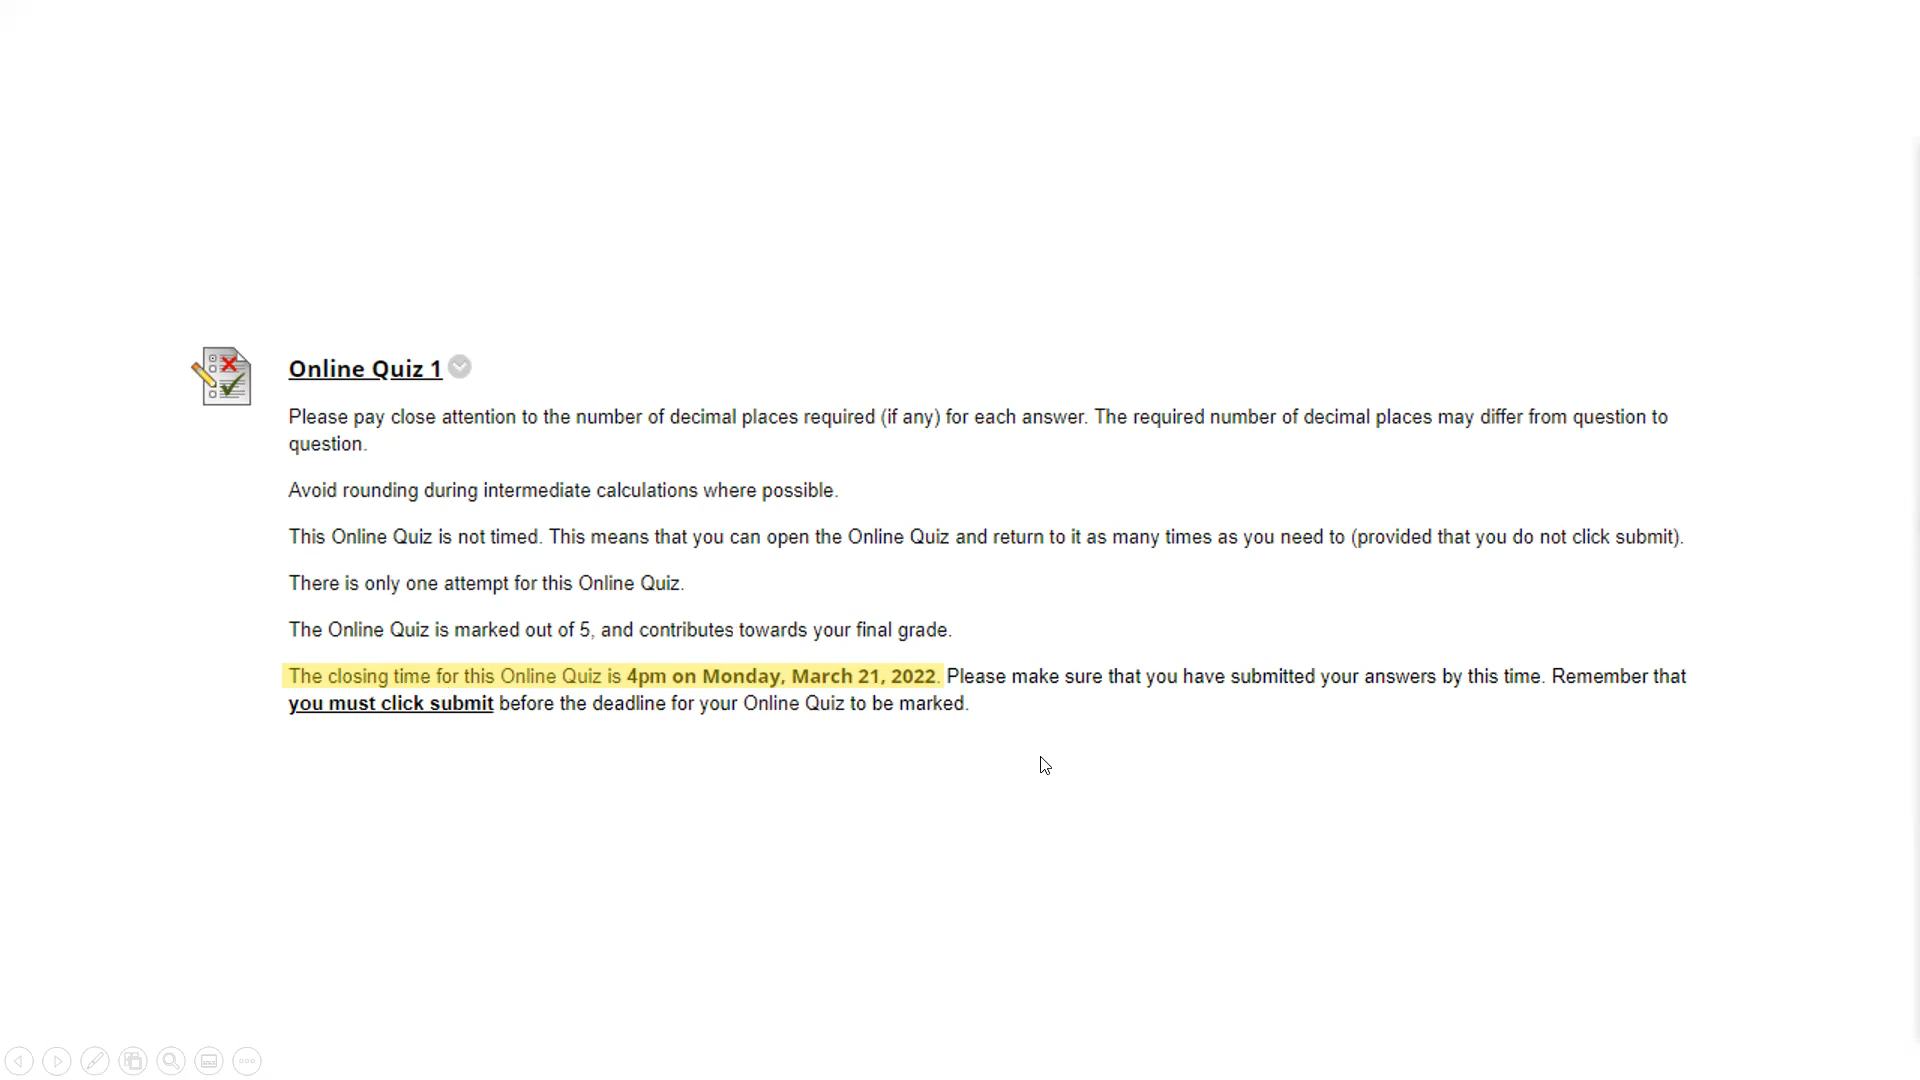 Online Quiz 1
Please pay close attention to the number of decimal places required (if any) for each answer. The required number of decimal places may differ from question to
question.
Avoid rounding during intermediate calculations where possible.
This Online Quiz is not timed. This means that you can open the Online Quiz and return to it as many times as you need to (provided that you do not click submit).
There is only one attempt for this Online Quiz.
The Online Quiz is marked out of 5, and contributes towards your final grade.
The closing time for this Online Quiz is 4pm on Monday, March 21, 2022. Please make sure that you have submitted your answers by this time. Remember that
you must click submit before the deadline for your Online Quiz to be marked.